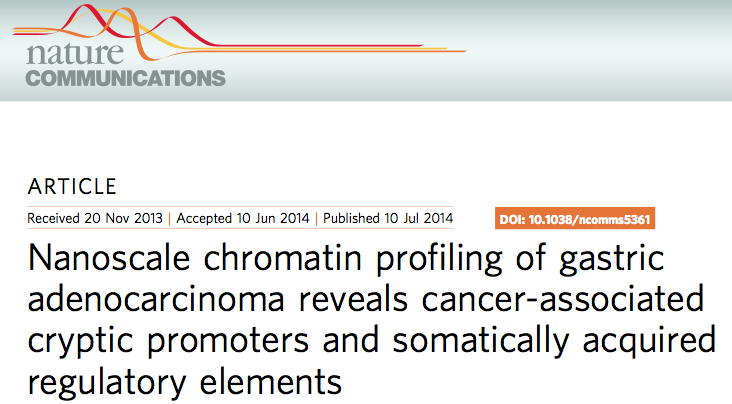 nature
COMMUNICATIONS
ARTICLE
Received 20 Nov 2013 | Accepted 10 Jun 2014 | Published 10 Jul 2014
DOI: 10.1038/ncomms5361
Nanoscale chromatin profiling of gastric
adenocarcinoma reveals cancer-associated
cryptic promoters and somatically acquired
regulatory elements